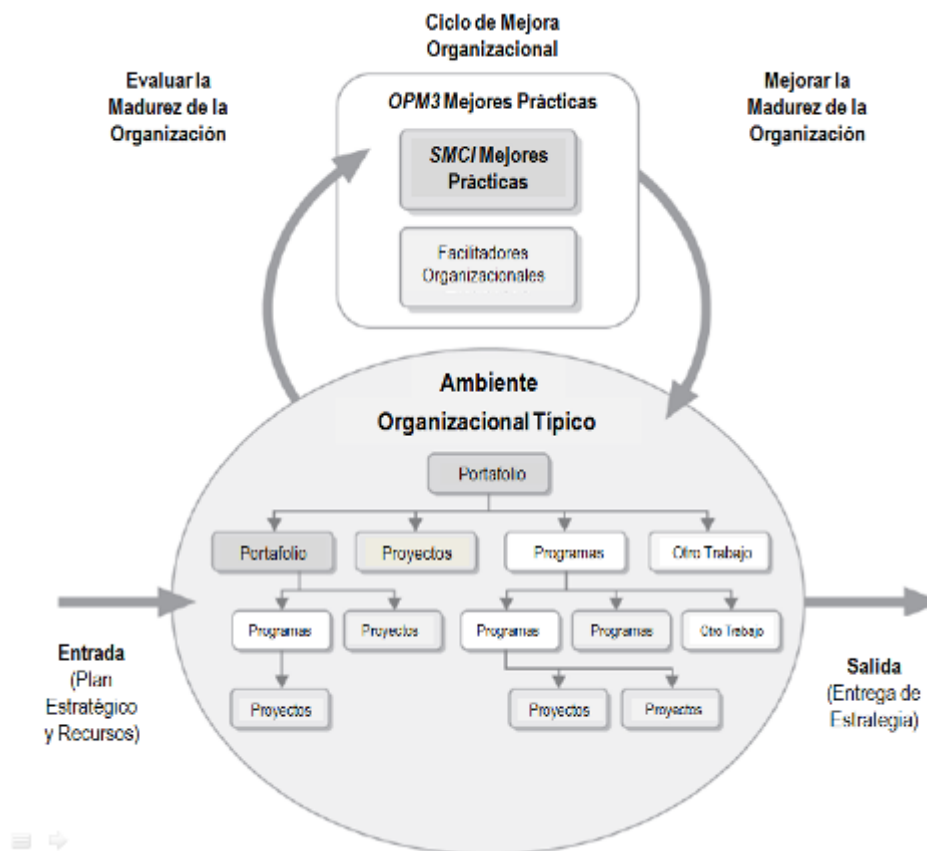 Ciclo de Mejora
Organizacional
Evaluar la
Madurez de la
Organización
Mejorar la
Madurez de la
Organización
OPM3 Mejores Prácticas
SMCI Mejores
Prácticas
Facilitadores
Organizacionales
Ambiente
Organizacional Típico
Portafolio
Portafolio
Proyectos
Programas
Otro Trabajo
Programas
Proyectos
Programas
Programas
Otro Trabajo
Proyectos
Proyectos
Proyectos
Entrada
(Plan
Estratégico
y Recursos)
Salida
(Entrega de
Estrategia)